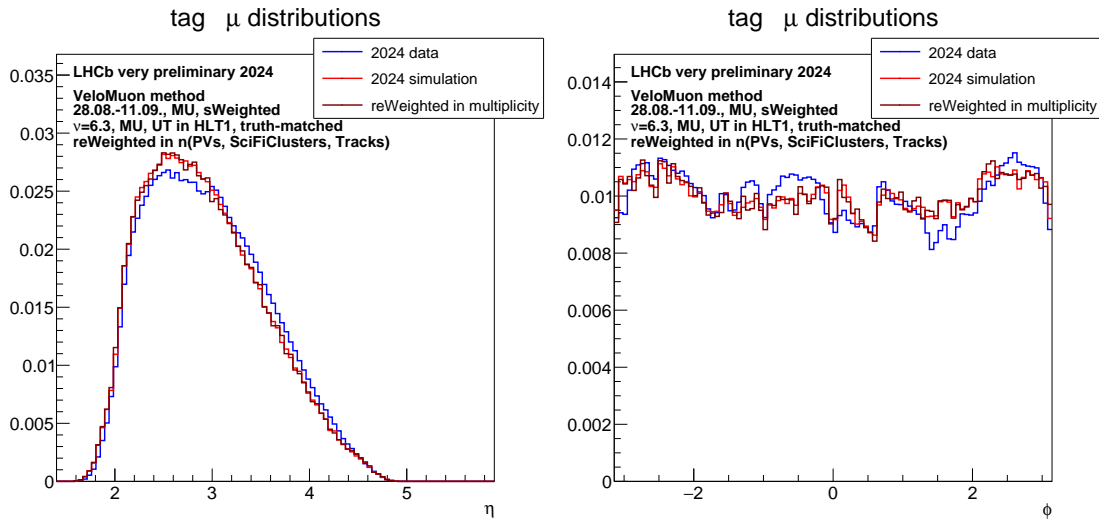 tag μ distributions
2024 data
2024 simulation
reWeighted in multiplicity
LHCb very preliminary 2024
VeloMuon method
28.08.-11.09., MU, sWeighted
ν=6.3, MU, UT in HLT1, truth-matched
reWeighted in n(PVs, SciFiClusters, Tracks)
0.035
0.03
0.025
0.02
0.015
0.01
0.005
0
2 3 4 5
η
tag μ distributions
2024 data
2024 simulation
reWeighted in multiplicity
LHCb very preliminary 2024
VeloMuon method
28.08.-11.09., MU, sWeighted
ν=6.3, MU, UT in HLT1, truth-matched
reWeighted in n(PVs, SciFiClusters, Tracks)
0.014
0.012
0.01
0.008
0.006
0.004
0.002
0
−2 0 2
ϕ